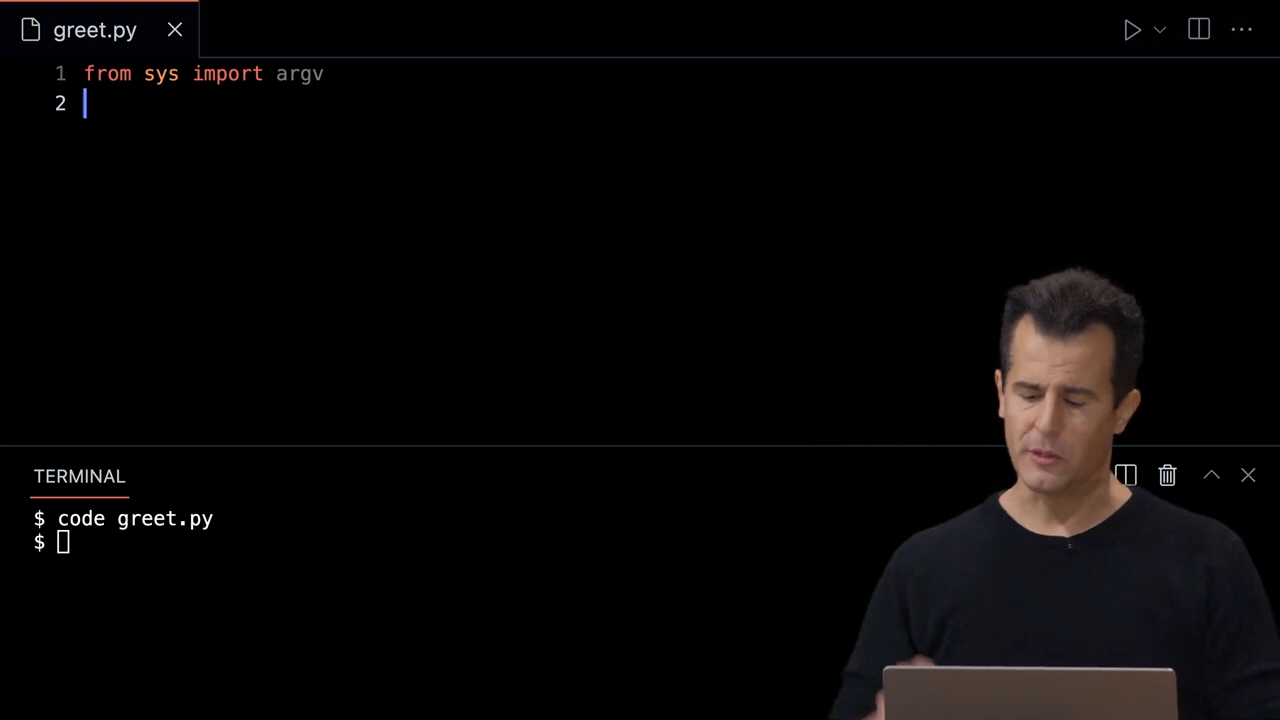 greet.py
1 from sys import argv
2
TERMINAL
$ code greet.py
$